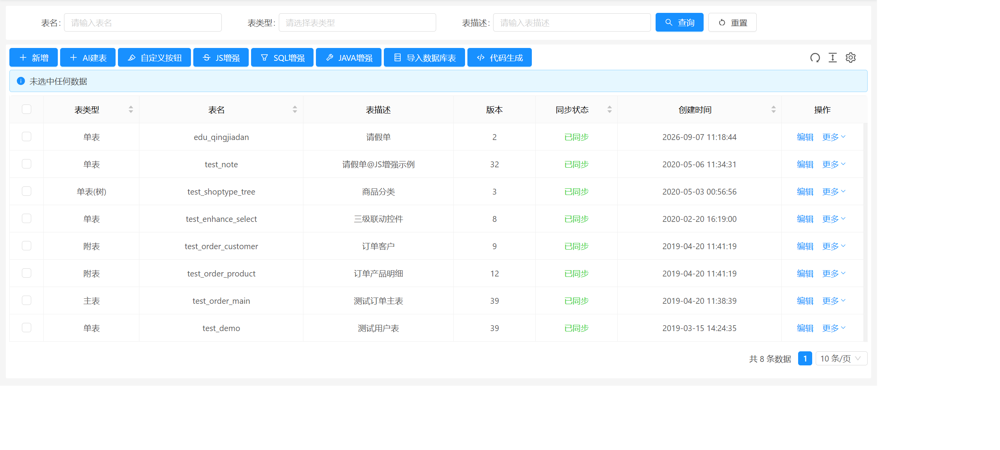 表名: 请输入表名 表类型: 请选择表类型 表描述: 请输入表描述 查询 重置
新增 AI建表 自定义按钮 JS增强 SQL增强 JAVA增强 导入数据库表 代码生成
未选中任何数据
表类型 表名 表描述 版本 同步状态 创建时间 操作
单表 edu_qingjiadan 请假单 2 已同步 2026-09-07 11:18:44 编辑 更多
单表 test_note 请假单@JS增强示例 32 已同步 2020-05-06 11:34:31 编辑 更多
单表(树) test_shoptype_tree 商品分类 3 已同步 2020-05-03 00:56:56 编辑 更多
单表 test_enhance_select 三级联动控件 8 已同步 2020-02-20 16:19:00 编辑 更多
附表 test_order_customer 订单客户 9 已同步 2019-04-20 11:41:19 编辑 更多
附表 test_order_product 订单产品明细 12 已同步 2019-04-20 11:41:19 编辑 更多
主表 test_order_main 测试订单主表 39 已同步 2019-04-20 11:38:39 编辑 更多
单表 test_demo 测试用户表 39 已同步 2019-03-15 14:24:35 编辑 更多
共 8 条数据 1 10 条/页